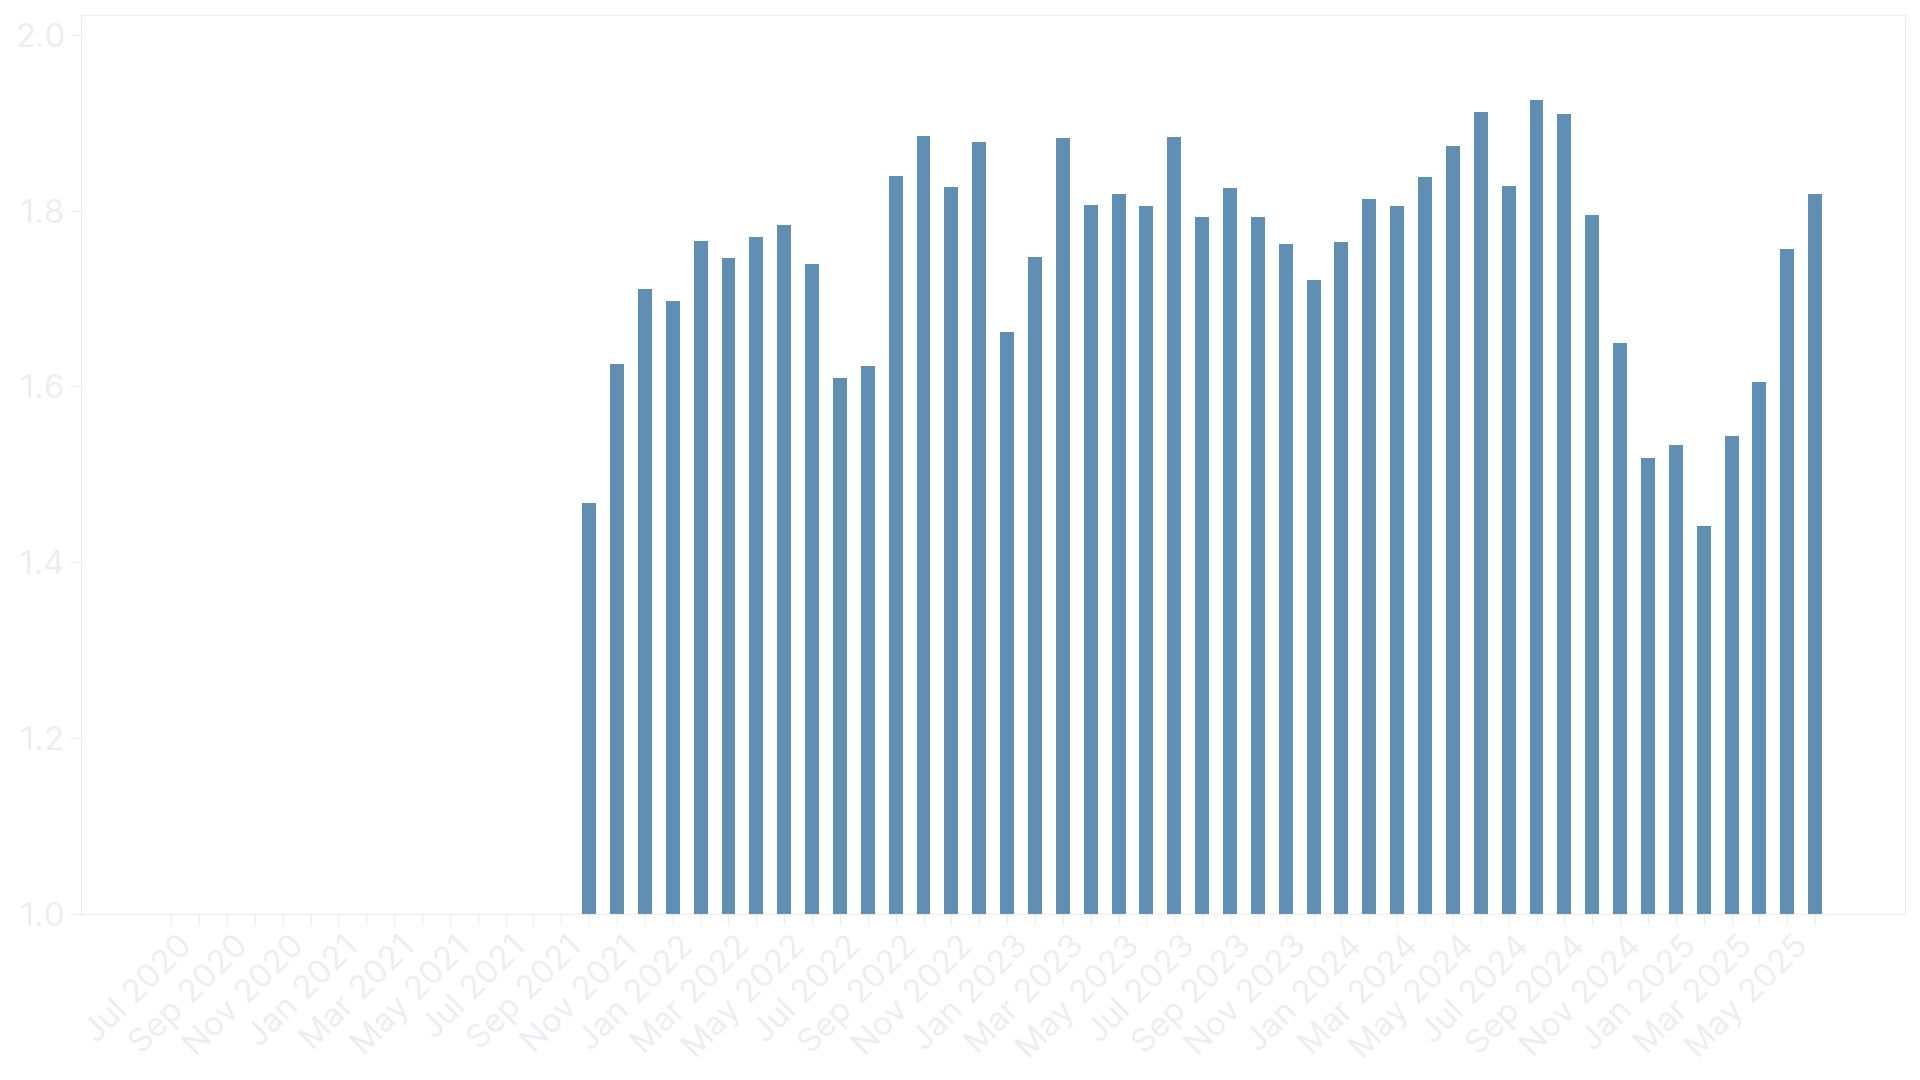 2.0
1.8
1.6
1.4
1.2
1.0
Jul 2020
Sep 2020
Nov 2020
Jan 2021
Mar 2021
May 2021
Jul 2021
Sep 2021
Nov 2021
Jan 2022
Mar 2022
May 2022
Jul 2022
Sep 2022
Nov 2022
Jan 2023
Mar 2023
May 2023
Jul 2023
Sep 2023
Nov 2023
Jan 2024
Mar 2024
May 2024
Jul 2024
Sep 2024
Nov 2024
Jan 2025
Mar 2025
May 2025